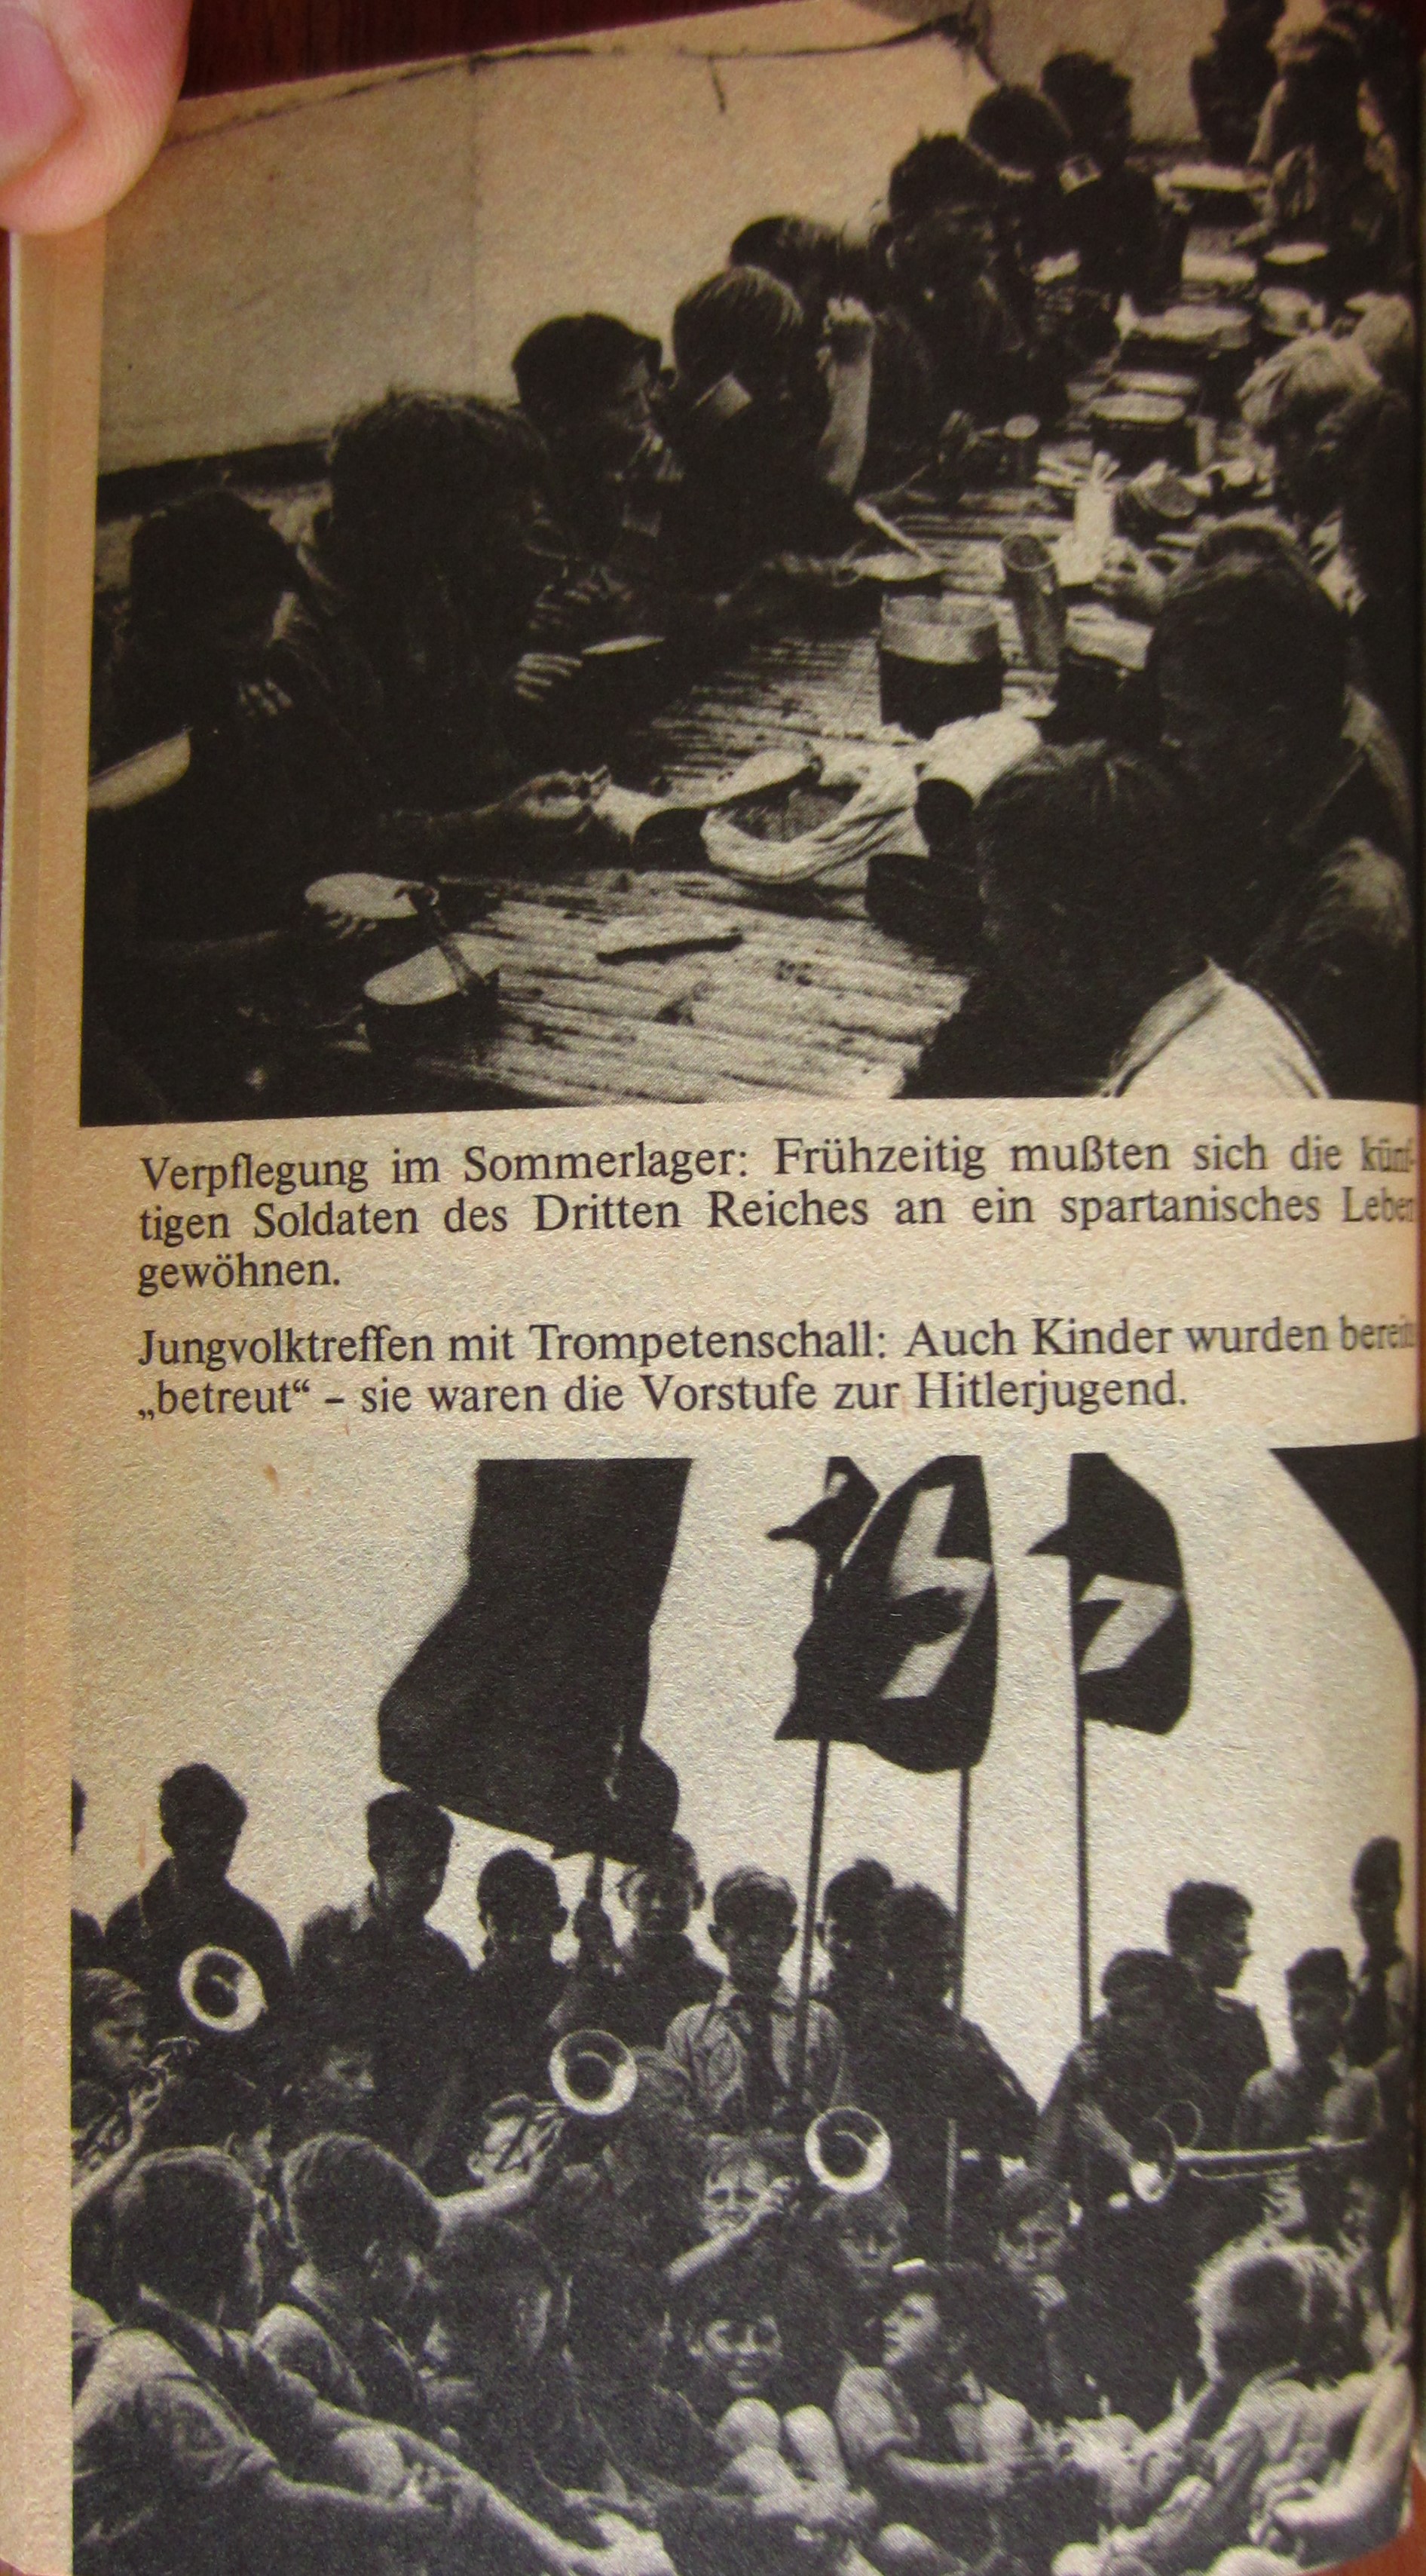 Verpflegung im Sommerlager: Frühzeitig mußten sich die künf-
tigen Soldaten des Dritten Reiches an ein spartanisches Leben
gewöhnen.
Jungvolktreffen mit Trompetenschall: Auch Kinder wurden bereits
„betreut“ – sie waren die Vorstufe zur Hitlerjugend.